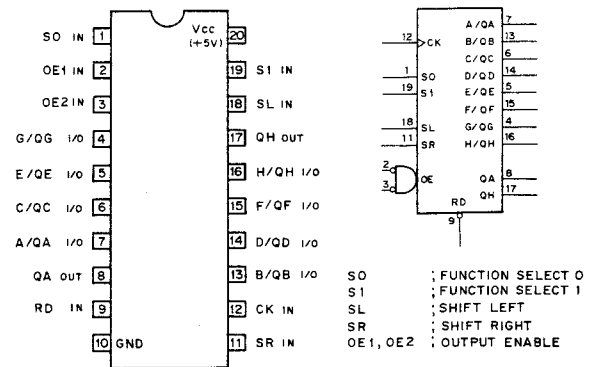 Vcc
(+5V)
SO IN 1
20
OE1 IN 2
19 S1 IN
OE2 IN 3
18 SL IN
G/QG I/O 4
17 QH OUT
E/QE I/O 5
16 H/QH I/O
C/QC I/O 6
15 F/QF I/O
A/QA I/O 7
14 D/QD I/O
QA OUT 8
13 B/QB I/O
RD IN 9
12 CK IN
10 GND
11 SR IN
12 CK
1 S0
19 S1
18 SL
11 SR
2
3
OE
RD
9
A/QA 7
B/QB 13
C/QC 6
D/QD 14
E/QE 5
F/QF 15
G/QG 4
H/QH 16
QA 8
QH 17
SO ; FUNCTION SELECT 0
S1 ; FUNCTION SELECT 1
SL ; SHIFT LEFT
SR ; SHIFT RIGHT
OE1, OE2 ; OUTPUT ENABLE